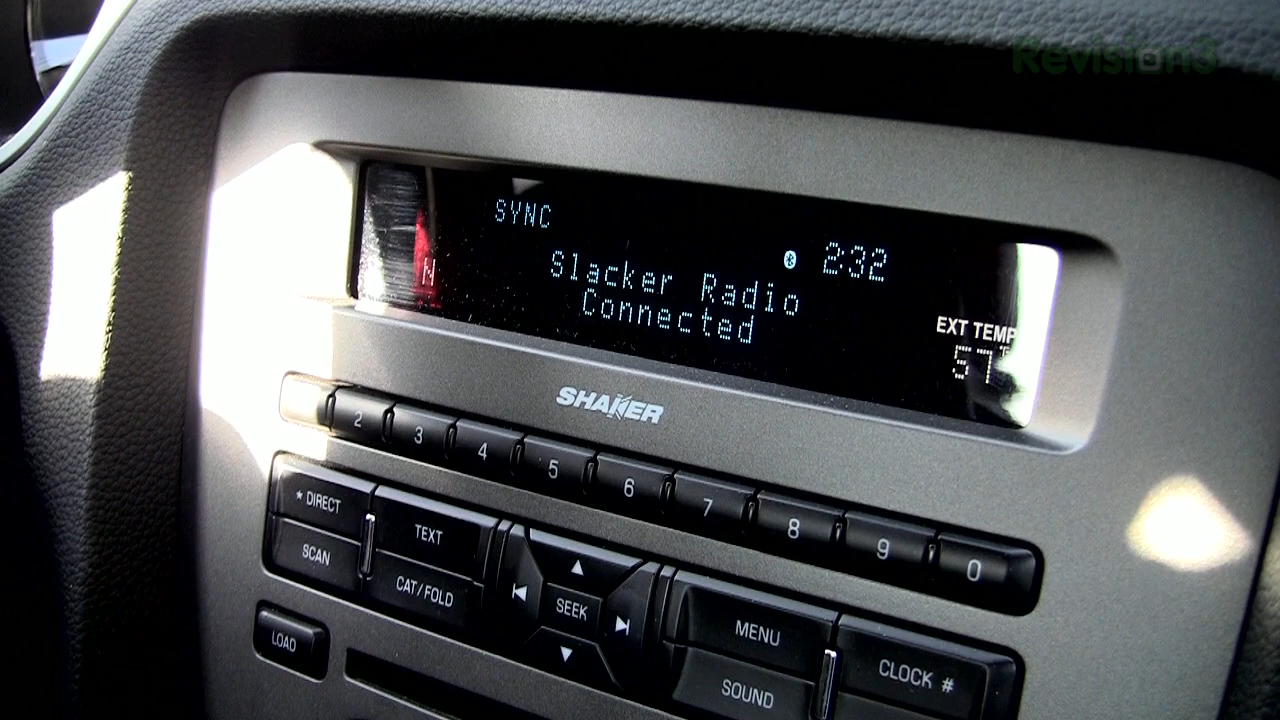 Revision3
SYNC
2:32
Slacker Radio
Connected
N
EXT TEMP
57°
SHAKER
2 3 4 5 6 7 8 9 0
* DIRECT
TEXT
SCAN
CAT/FOLD
SEEK
MENU
CLOCK #
LOAD
SOUND